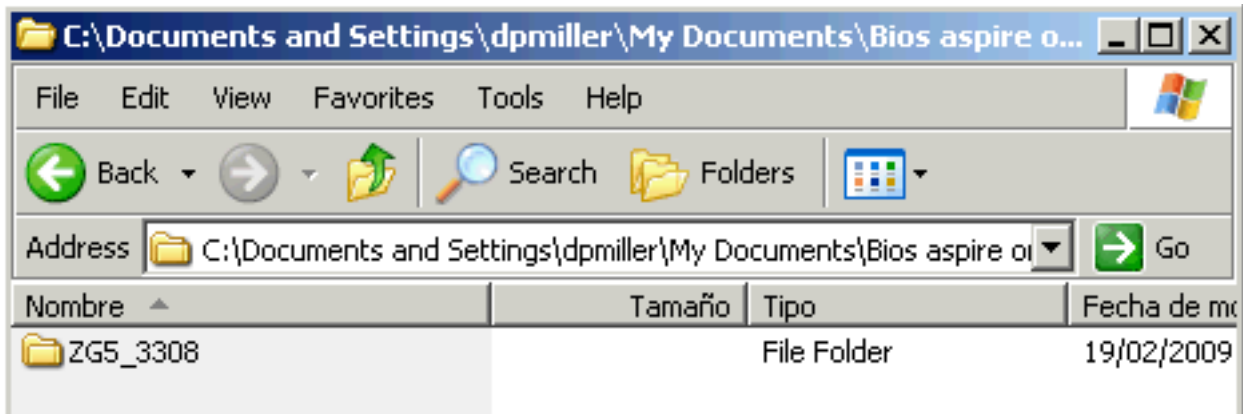 C:\Documents and Settings\dpmiller\My Documents\Bios aspire o...
File Edit View Favorites Tools Help
Back Search Folders
Address C:\Documents and Settings\dpmiller\My Documents\Bios aspire Go
Nombre Tamaño Tipo Fecha de
ZG5_3308 File Folder 19/02/2009